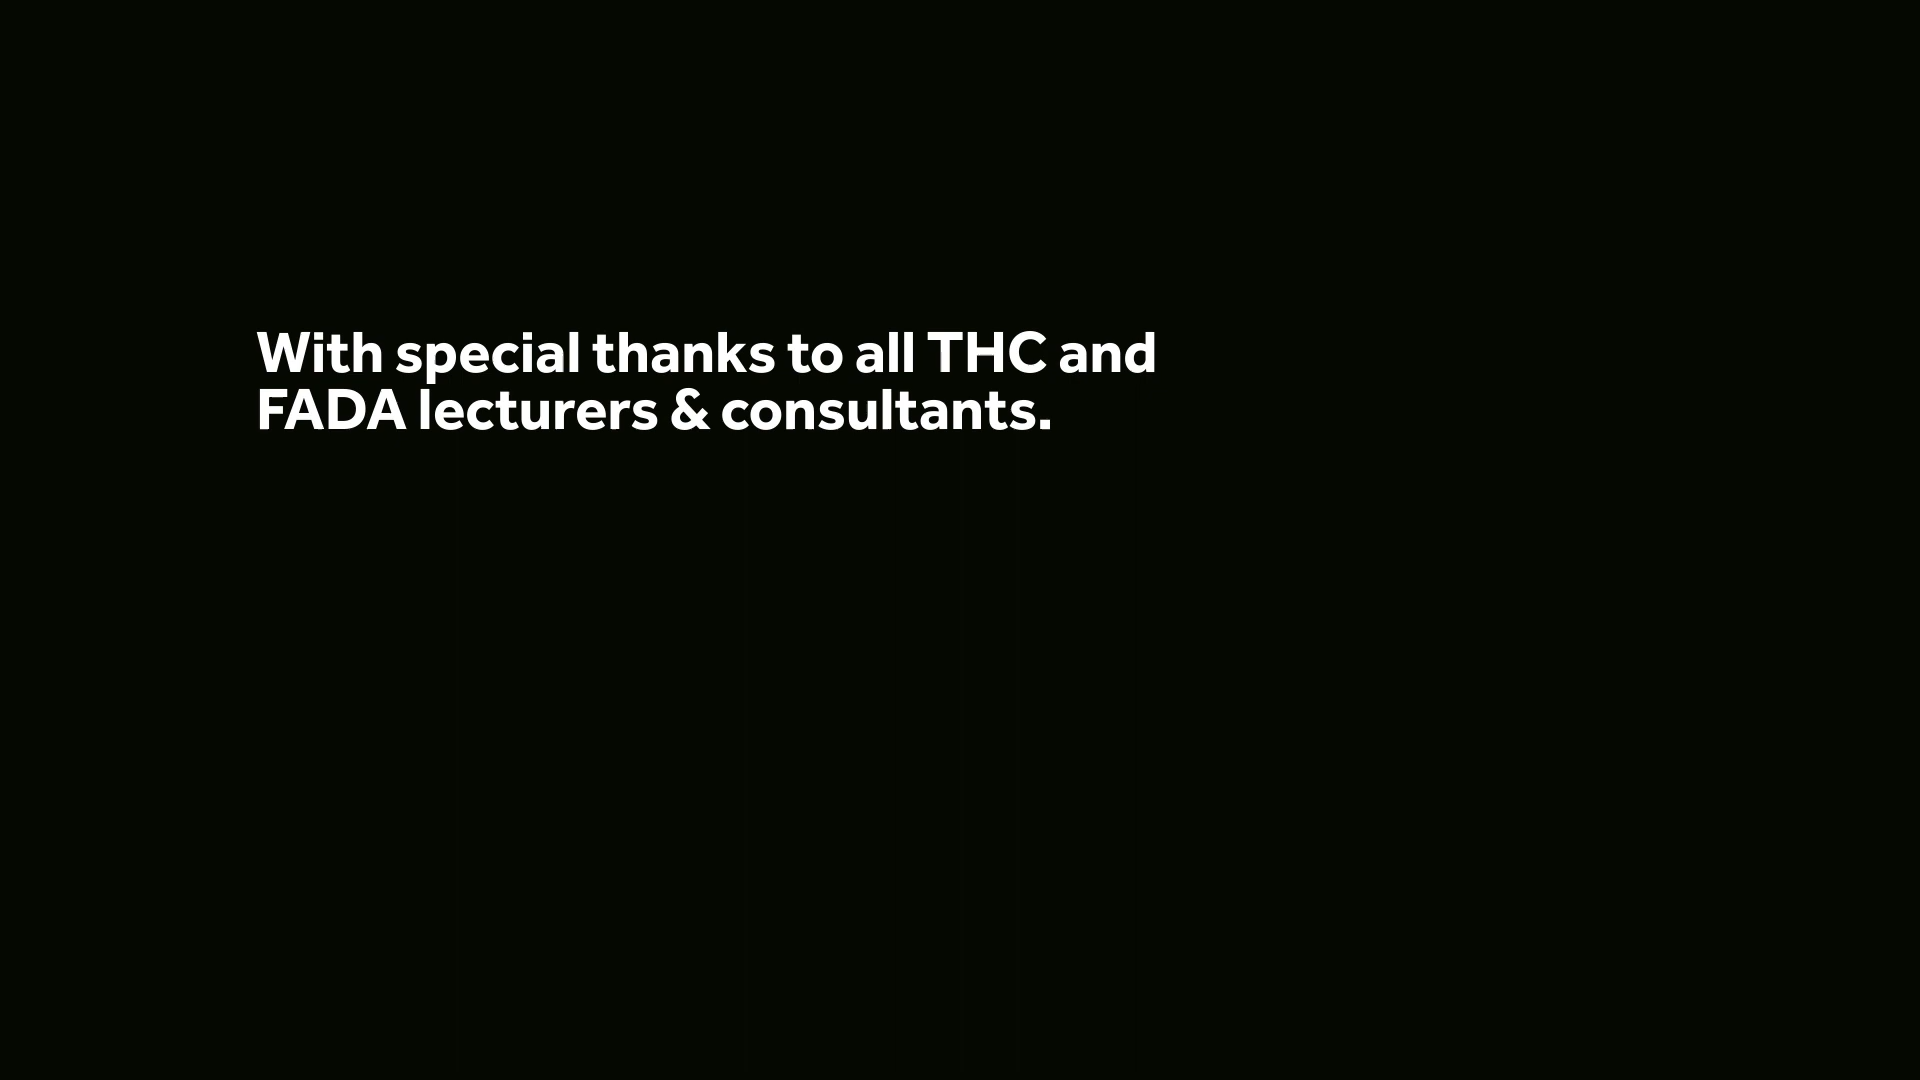 With special thanks to all THC and
FADA lecturers & consultants.